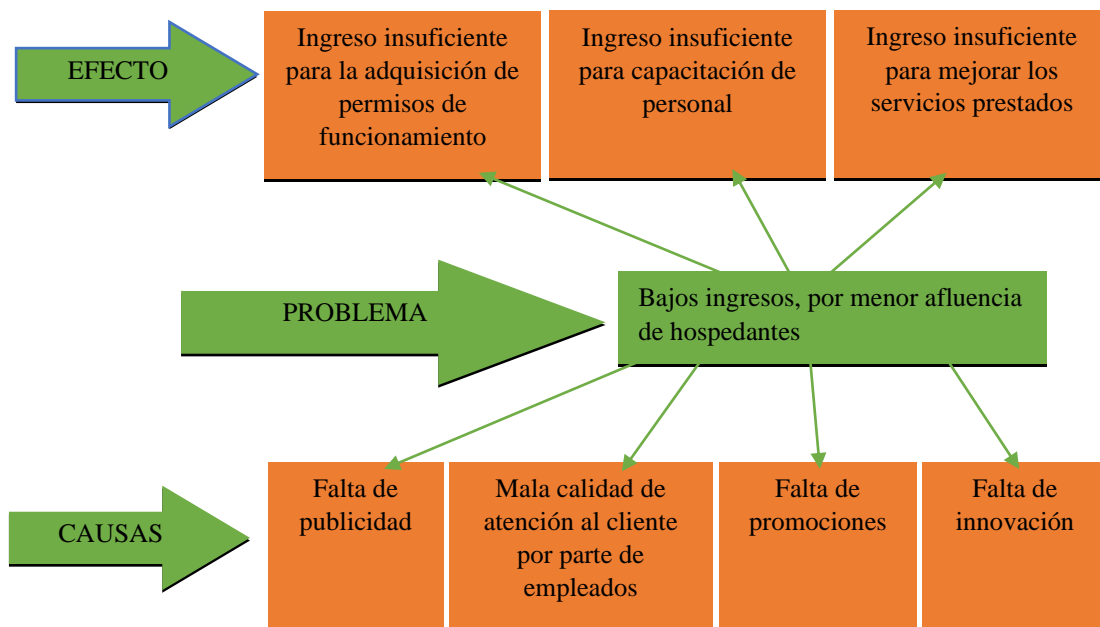 EFECTO
Ingreso insuficiente
para la adquisición de
permisos de
funcionamiento
Ingreso insuficiente
para capacitación de
personal
Ingreso insuficiente
para mejorar los
servicios prestados
PROBLEMA
Bajos ingresos, por menor afluencia
de hospedantes
CAUSAS
Falta de
publicidad
Mala calidad de
atención al cliente
por parte de
empleados
Falta de
promociones
Falta de
innovación